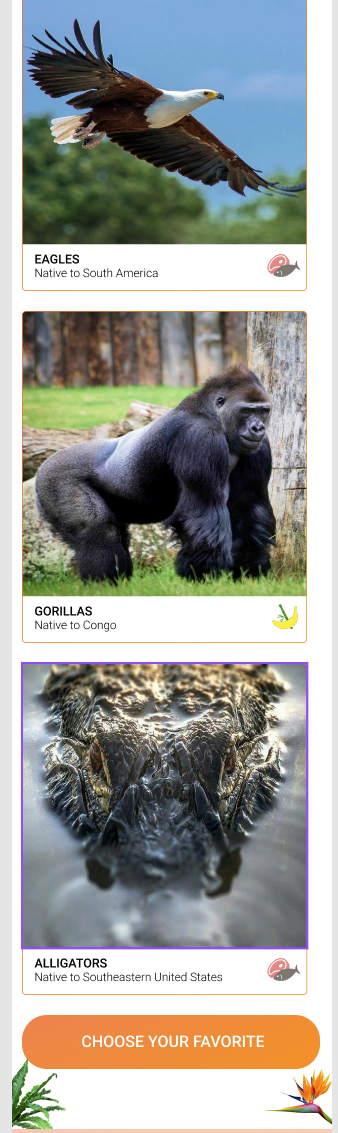 EAGLES
Native to South America
GORILLAS
Native to Congo
ALLIGATORS
Native to Southeastern United States
CHOOSE YOUR FAVORITE